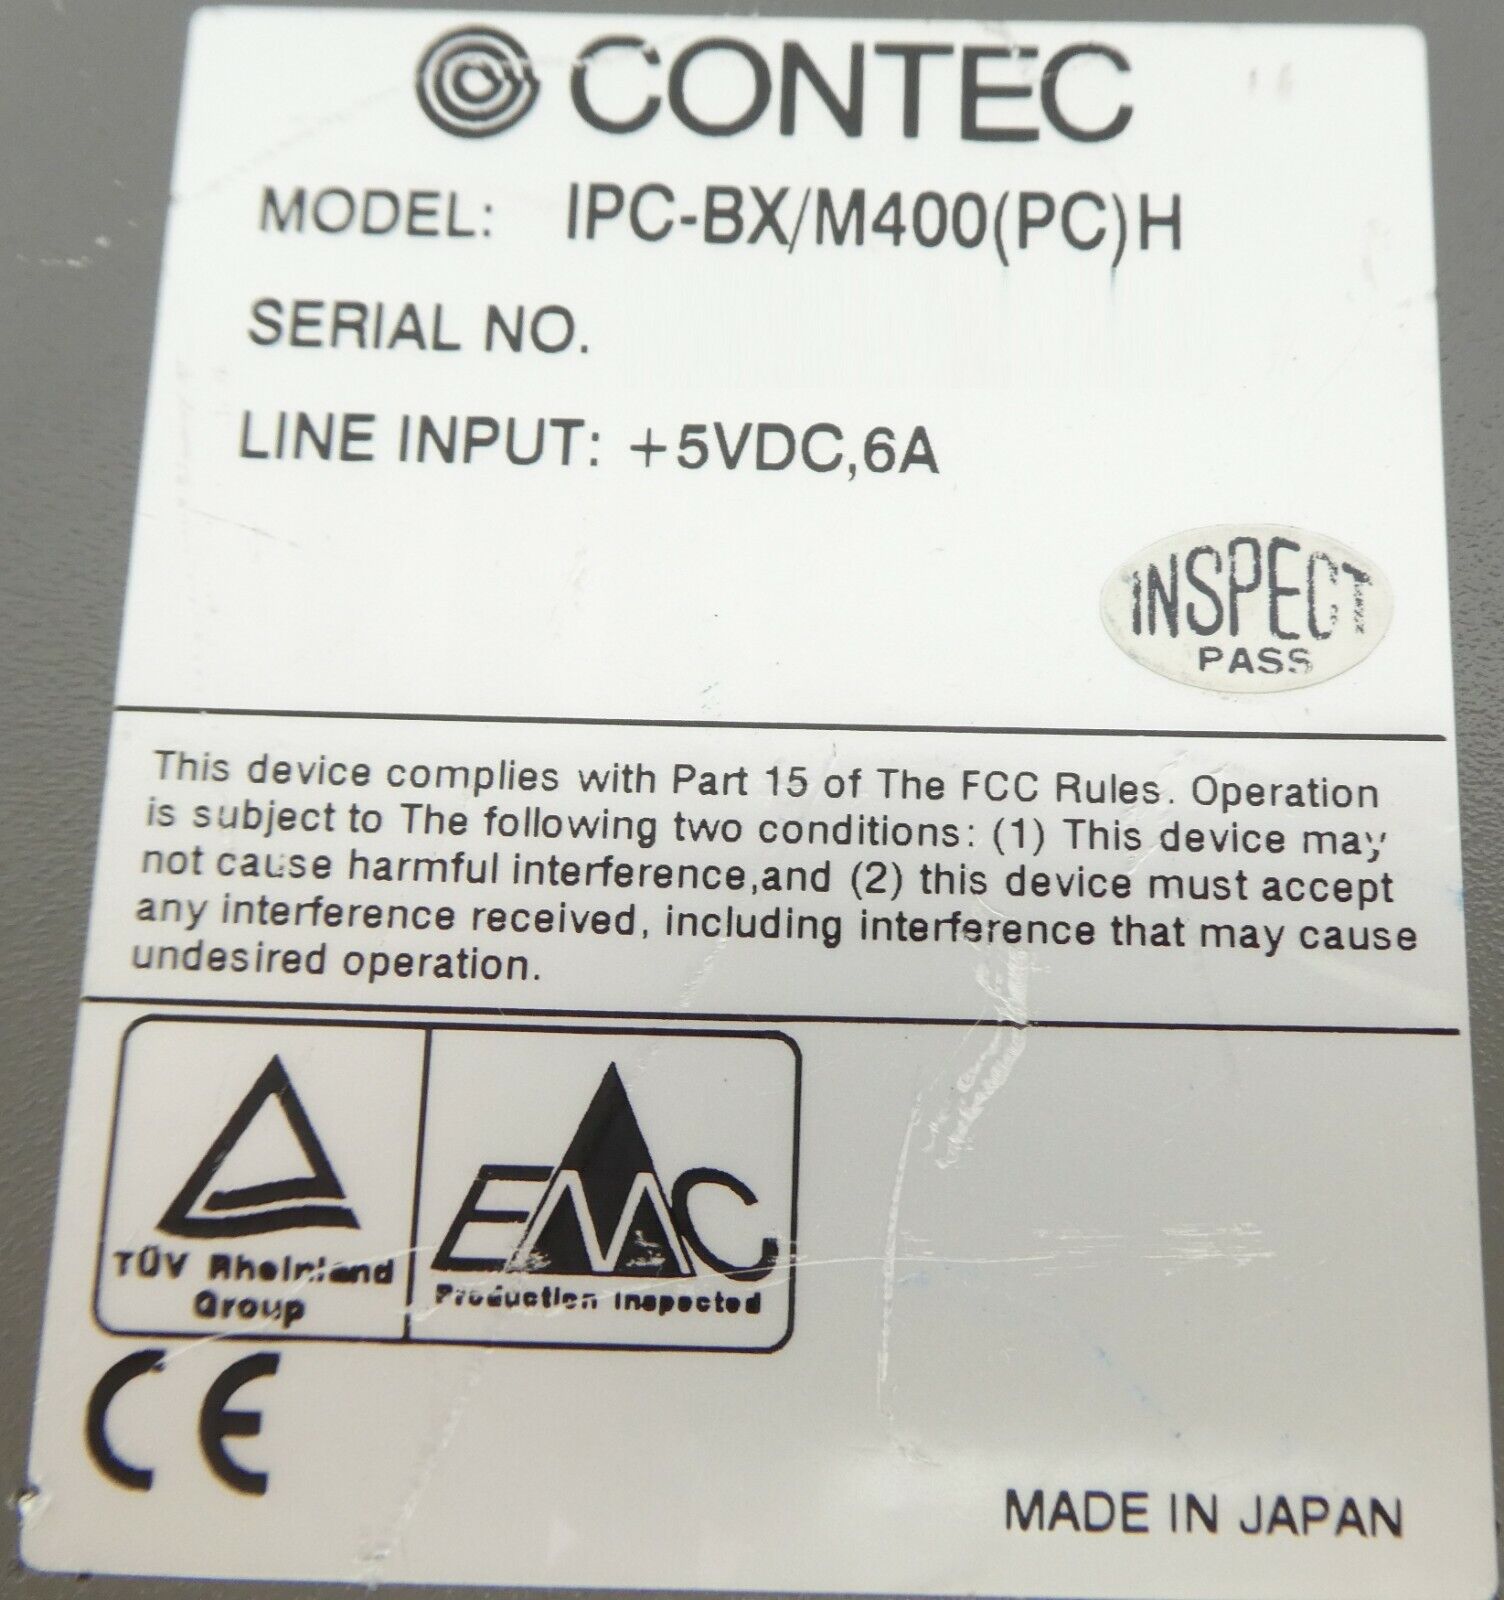 CONTEC
MODEL: IPC-BX/M400(PC)H
SERIAL NO.
LINE INPUT: +5VDC,6A
INSPECT
PASS
This device complies with Part 15 of The FCC Rules. Operation
is subject to The following two conditions: (1) This device may
not cause harmful interference,and (2) this device must accept
any interference received, including interference that may cause
undesired operation.
TÜV Rheinland
Group
EMC
Production Inspected
CE
MADE IN JAPAN